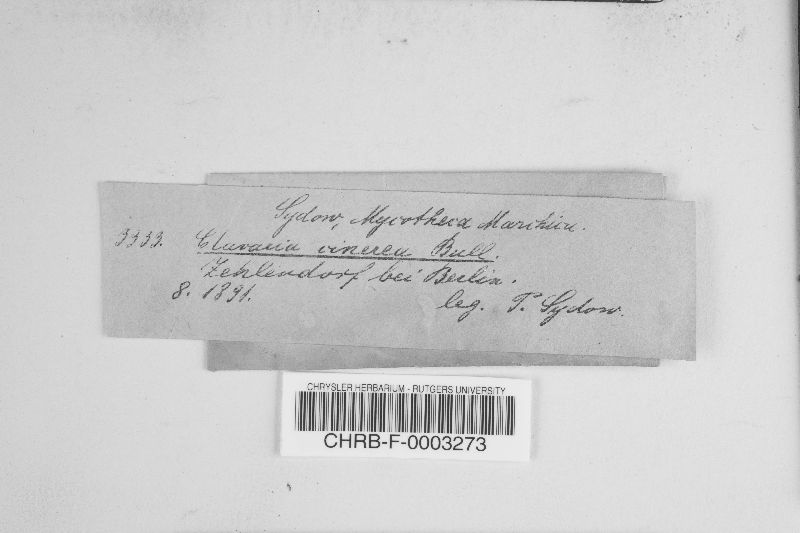 Sydow, Mycotheca Marchica.
3333. Clavaria cinerea Bull.
Zehlendorf bei Berlin.
8. 1891. leg. P. Sydow.
CHRYSLER HERBARIUM - RUTGERS UNIVERSITY
CHRB-F-0003273